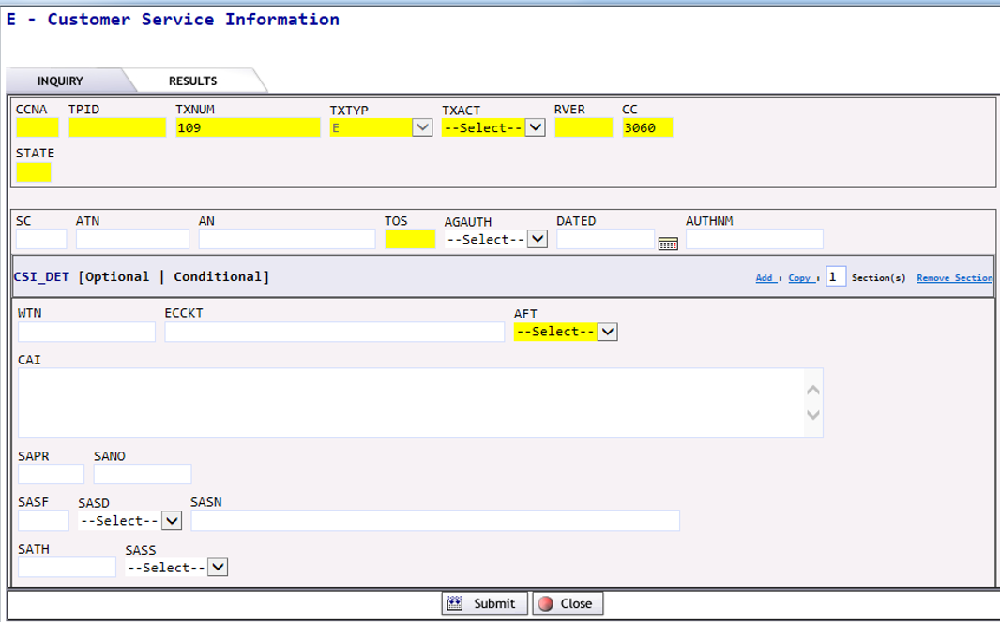 E - Customer Service Information
INQUIRY RESULTS
CCNA TPID TXNUM TXTYP TXACT RVER CC
109 E --Select-- 3060
STATE
SC ATN AN TOS AGAUTH DATED AUTHNM
--Select--
CSI_DET [Optional | Conditional] Add : Copy : 1 Section(s) Remove Section
WTN ECCKT AFT
--Select--
CAI
SAPR SANO
SASF SASD SASN
--Select--
SATH SASS
--Select--
Submit Close